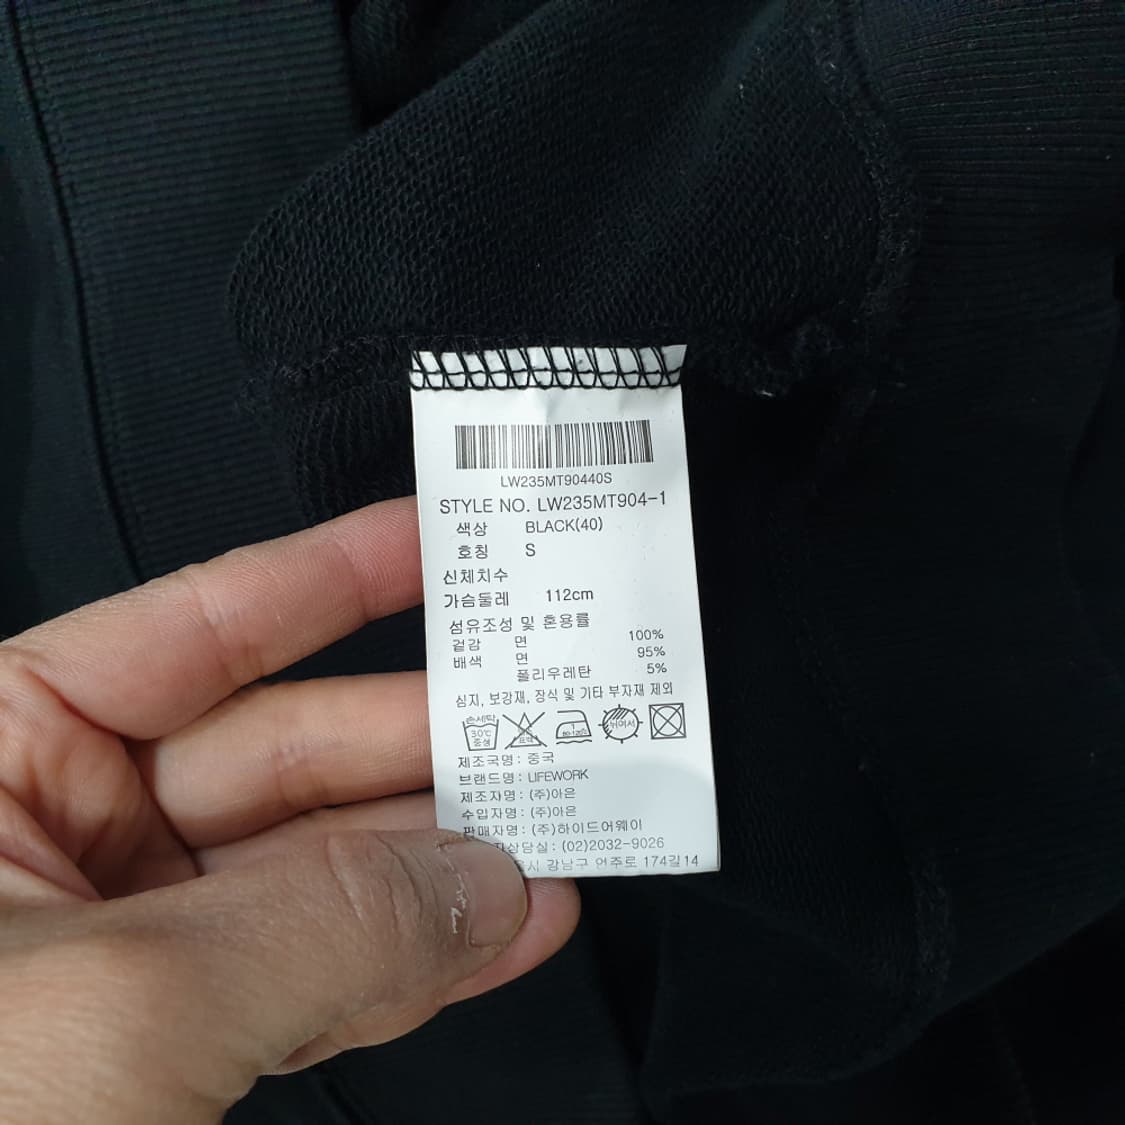 LW235MT90440S
STYLE NO. LW235MT904-1
색상 BLACK(40)
호칭 S
신체치수
가슴둘레 112cm
섬유조성 및 혼용률
겉감 면 100%
배색 면 95%
폴리우레탄 5%
심지, 보강재, 장식 및 기타 부자재 제외
손세탁
30℃
중성
80-120℃
뉘여서
제조국명: 중국
브랜드명: LIFEWORK
제조자명: (주)아은
수입자명: (주)아은
판매자명: (주)하이드어웨이
(02)2032-9026
강남구 언주로 174길14